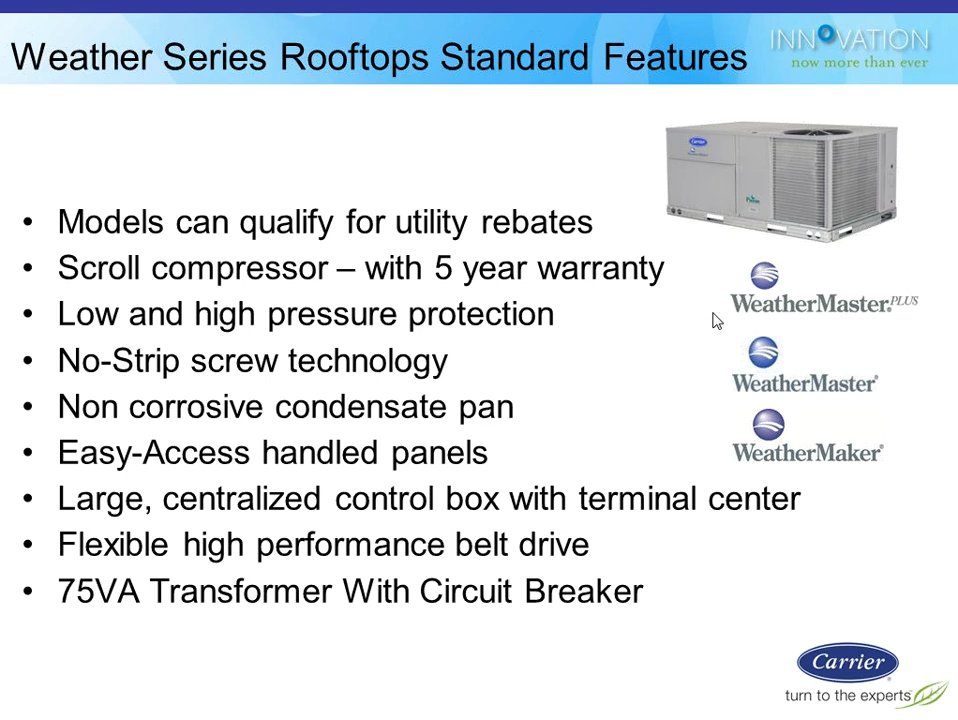 Weather Series Rooftops Standard Features
INNOVATION
now more than ever
Carrier
• Models can qualify for utility rebates
• Scroll compressor – with 5 year warranty
• Low and high pressure protection
• No-Strip screw technology
• Non corrosive condensate pan
• Easy-Access handled panels
• Large, centralized control box with terminal center
• Flexible high performance belt drive
• 75VA Transformer With Circuit Breaker
WeatherMaster® PLUS
WeatherMaster®
WeatherMaker®
Carrier®
turn to the experts